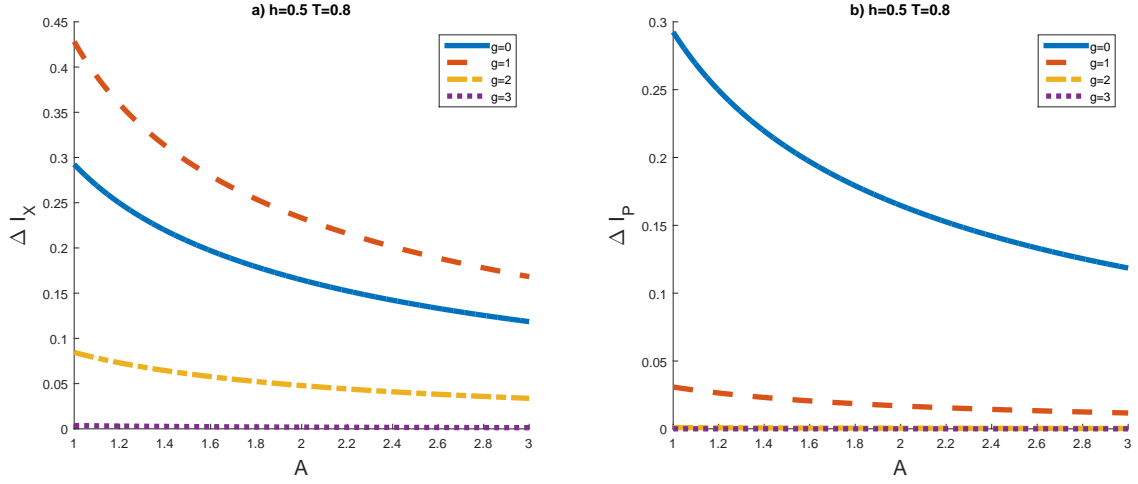 a) h=0.5 T=0.8
0.45
0.4
0.35
0.3
0.25
0.2
0.15
0.1
0.05
0
Δ I_X
1 1.2 1.4 1.6 1.8 2 2.2 2.4 2.6 2.8 3
A
g=0
g=1
g=2
g=3
b) h=0.5 T=0.8
0.3
0.25
0.2
0.15
0.1
0.05
0
Δ I_P
1 1.2 1.4 1.6 1.8 2 2.2 2.4 2.6 2.8 3
A
g=0
g=1
g=2
g=3